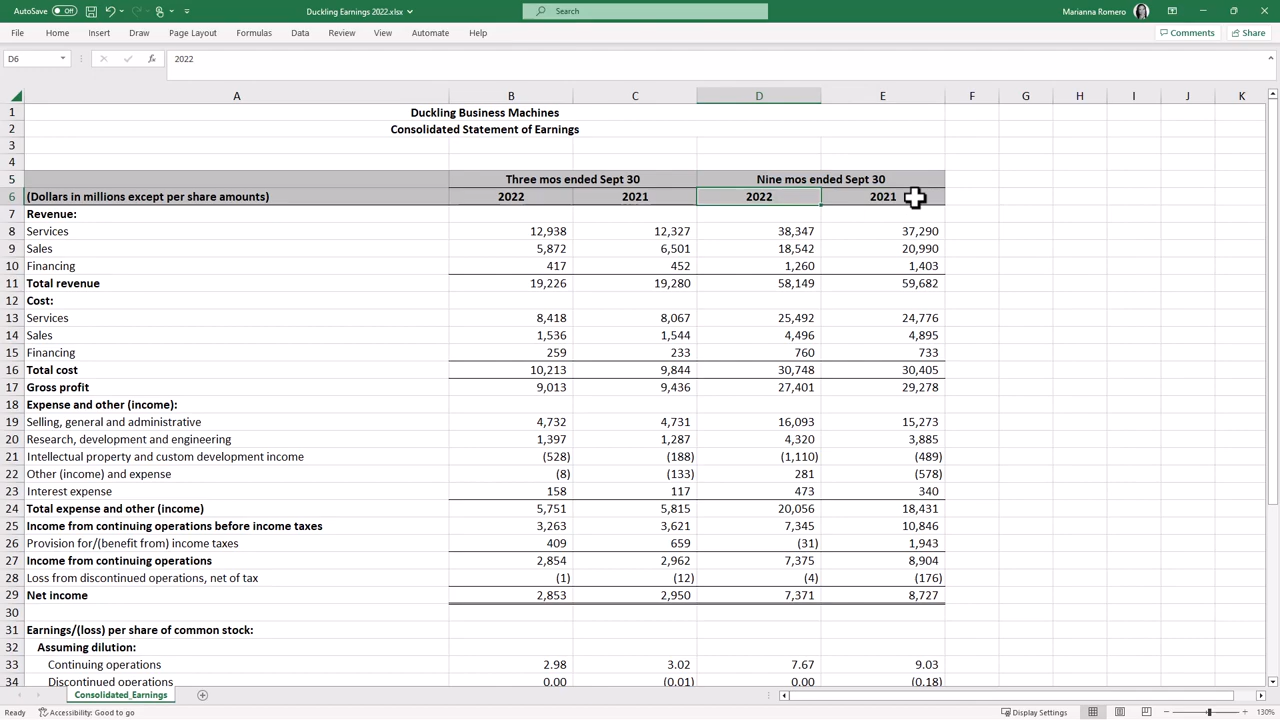 AutoSave Off Duckling Earnings 2022.xlsx Search Marianna Romero
File Home Insert Draw Page Layout Formulas Data Review View Automate Help Comments Share
D6 fx 2022
A B C D E F G H I J K
1 Duckling Business Machines
2 Consolidated Statement of Earnings
3
4
5 Three mos ended Sept 30 Nine mos ended Sept 30
6 (Dollars in millions except per share amounts) 2022 2021 2022 2021
7 Revenue:
8 Services 12,938 12,327 38,347 37,290
9 Sales 5,872 6,501 18,542 20,990
10 Financing 417 452 1,260 1,403
11 Total revenue 19,226 19,280 58,149 59,682
12 Cost:
13 Services 8,418 8,067 25,492 24,776
14 Sales 1,536 1,544 4,496 4,895
15 Financing 259 233 760 733
16 Total cost 10,213 9,844 30,748 30,405
17 Gross profit 9,013 9,436 27,401 29,278
18 Expense and other (income):
19 Selling, general and administrative 4,732 4,731 16,093 15,273
20 Research, development and engineering 1,397 1,287 4,320 3,885
21 Intellectual property and custom development income (528) (188) (1,110) (489)
22 Other (income) and expense (8) (133) 281 (578)
23 Interest expense 158 117 473 340
24 Total expense and other (income) 5,751 5,815 20,056 18,431
25 Income from continuing operations before income taxes 3,263 3,621 7,345 10,846
26 Provision for/(benefit from) income taxes 409 659 (31) 1,943
27 Income from continuing operations 2,854 2,962 7,375 8,904
28 Loss from discontinued operations, net of tax (1) (12) (4) (176)
29 Net income 2,853 2,950 7,371 8,727
30
31 Earnings/(loss) per share of common stock:
32 Assuming dilution:
33 Continuing operations 2.98 3.02 7.67 9.03
34 Discontinued operations 0.00 (0.01) 0.00 (0.18)
Consolidated_Earnings
Ready Accessibility: Good to go Display Settings 130%